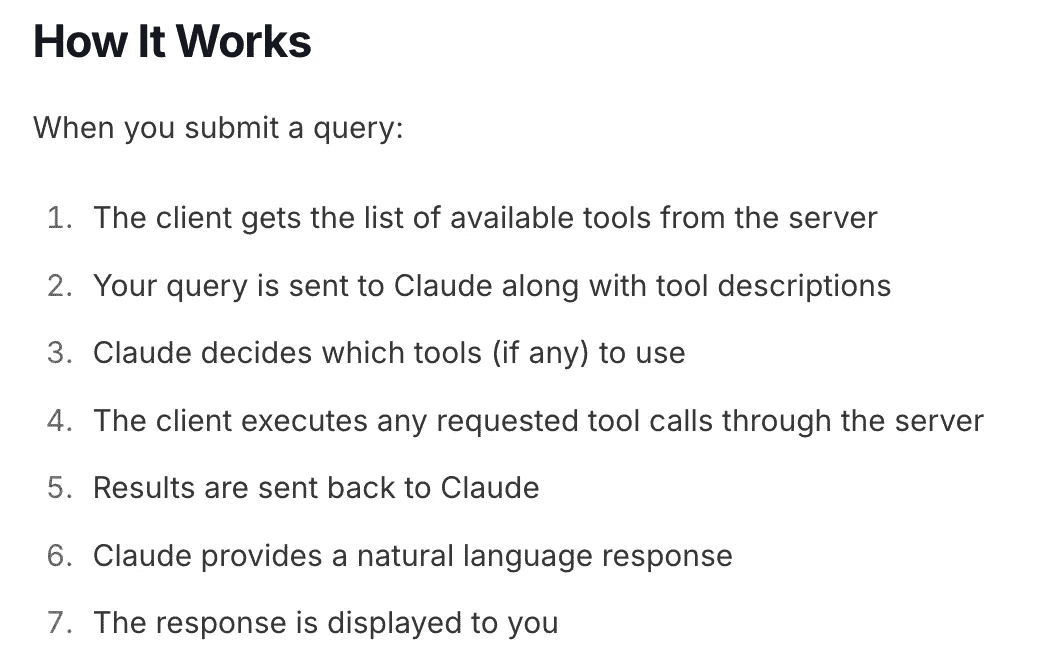 How It Works
When you submit a query:
1. The client gets the list of available tools from the server
2. Your query is sent to Claude along with tool descriptions
3. Claude decides which tools (if any) to use
4. The client executes any requested tool calls through the server
5. Results are sent back to Claude
6. Claude provides a natural language response
7. The response is displayed to you